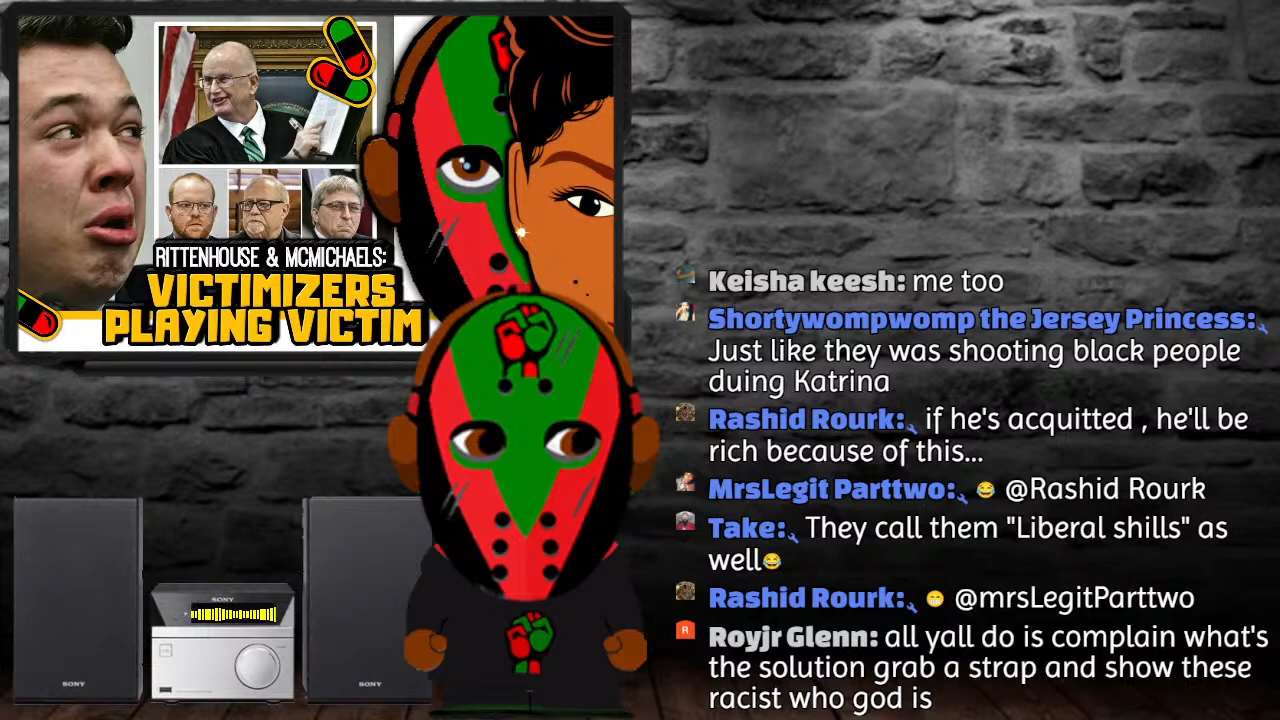 RITTENHOUSE & MCMICHAELS:
VICTIMIZERS
PLAYING VICTIM
SONY
SONY
SONY
Keisha keesh: me too
Shortywompwomp the Jersey Princess:
Just like they was shooting black people
duing Katrina
Rashid Rourk: if he's acquitted , he'll be
rich because of this...
MrsLegit Parttwo: 😂 @Rashid Rourk
Take: They call them "Liberal shills" as
well😂
Rashid Rourk: 😁 @mrsLegitParttwo
R
Royjr Glenn: all yall do is complain what's
the solution grab a strap and show these
racist who god is